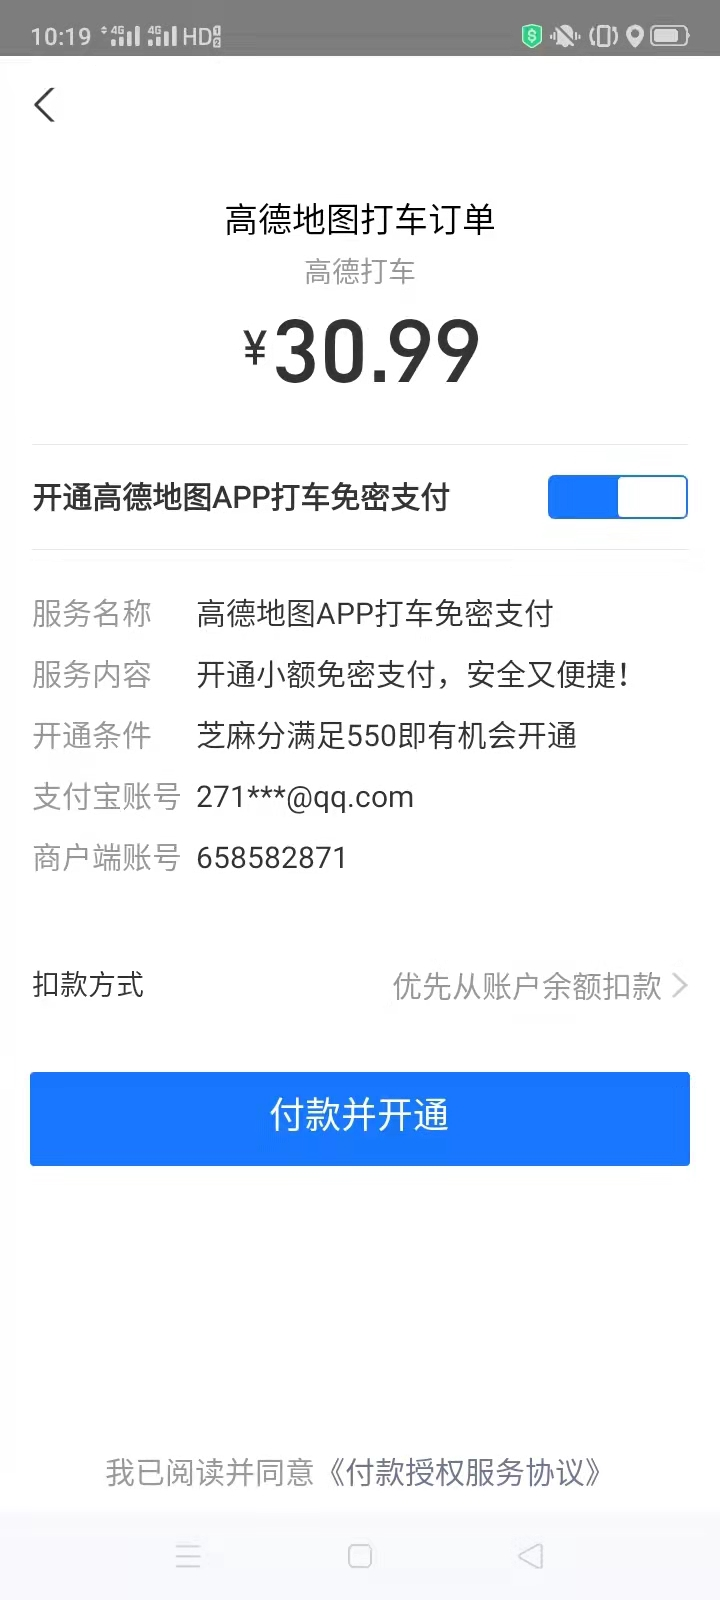 10:19 4G 4G HD 1 2
高德地图打车订单
高德打车
¥30.99
开通高德地图APP打车免密支付
服务名称 高德地图APP打车免密支付
服务内容 开通小额免密支付，安全又便捷！
开通条件 芝麻分满足550即有机会开通
支付宝账号 271***@qq.com
商户端账号 658582871
扣款方式 优先从账户余额扣款
付款并开通
我已阅读并同意《付款授权服务协议》